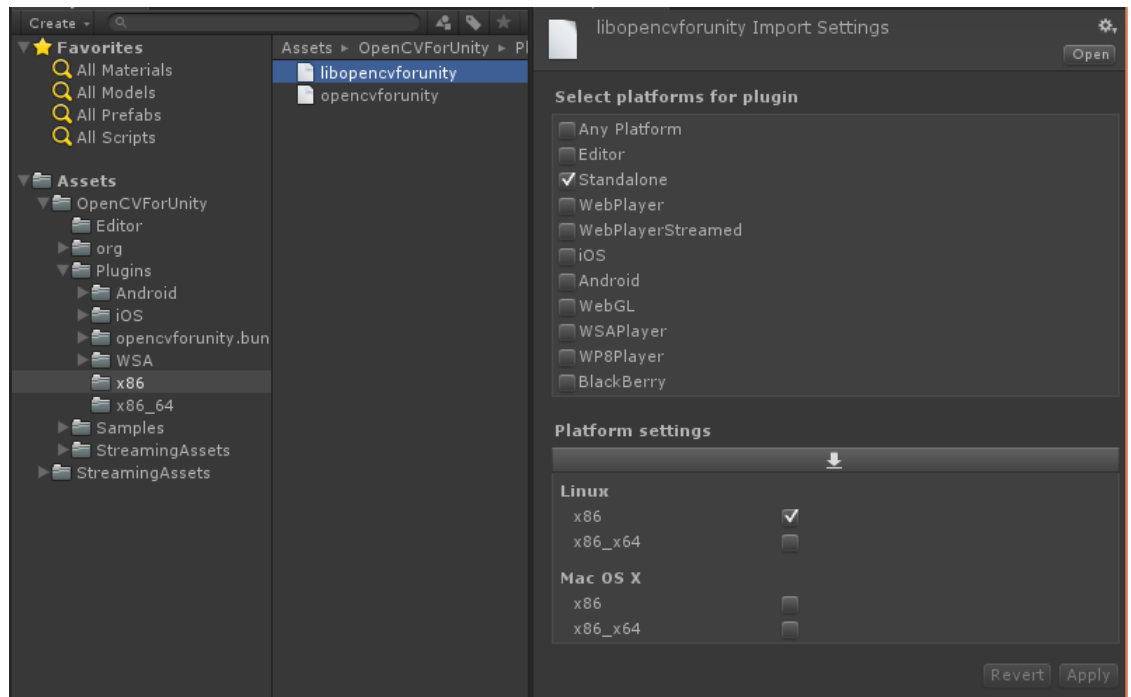 Create
Favorites
All Materials
All Models
All Prefabs
All Scripts
Assets
OpenCVForUnity
Editor
org
Plugins
Android
iOS
opencvforunity.bun
WSA
x86
x86_64
Samples
StreamingAssets
StreamingAssets
Assets ▸ OpenCVForUnity ▸ Pl
libopencvforunity
opencvforunity
libopencvforunity Import Settings
Open
Select platforms for plugin
Any Platform
Editor
Standalone
WebPlayer
WebPlayerStreamed
iOS
Android
WebGL
WSAPlayer
WP8Player
BlackBerry
Platform settings
Linux
x86
x86_x64
Mac OS X
x86
x86_x64
Revert Apply